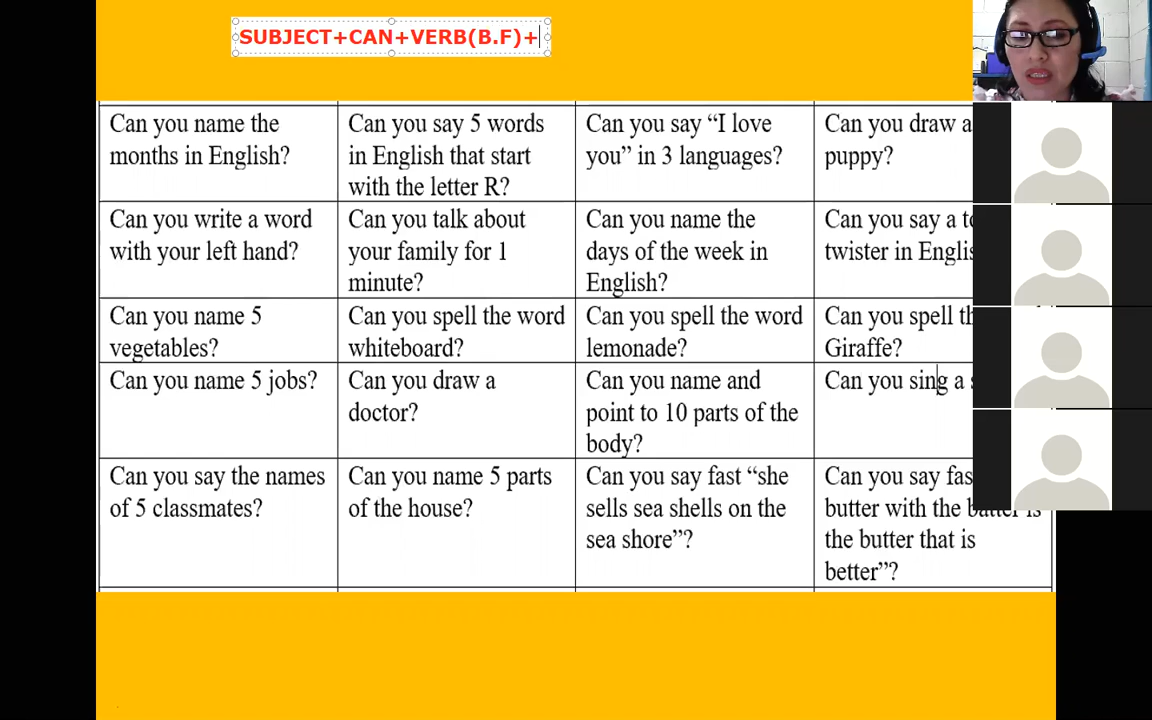 SUBJECT+CAN+VERB(B.F)+
Can you name the
months in English?
Can you say 5 words
in English that start
with the letter R?
Can you say “I love
you” in 3 languages?
Can you draw a
puppy?
Can you write a word
with your left hand?
Can you talk about
your family for 1
minute?
Can you name the
days of the week in
English?
Can you say a
twister in
Can you name 5
vegetables?
Can you spell the word
whiteboard?
Can you spell the word
lemonade?
Can you spell
Giraffe?
Can you name 5 jobs?
Can you draw a
doctor?
Can you name and
point to 10 parts of the
body?
Can you sing a
Can you say the names
of 5 classmates?
Can you name 5 parts
of the house?
Can you say fast “she
sells sea shells on the
sea shore”?
Can you say
butter with the
the butter that is
better”?